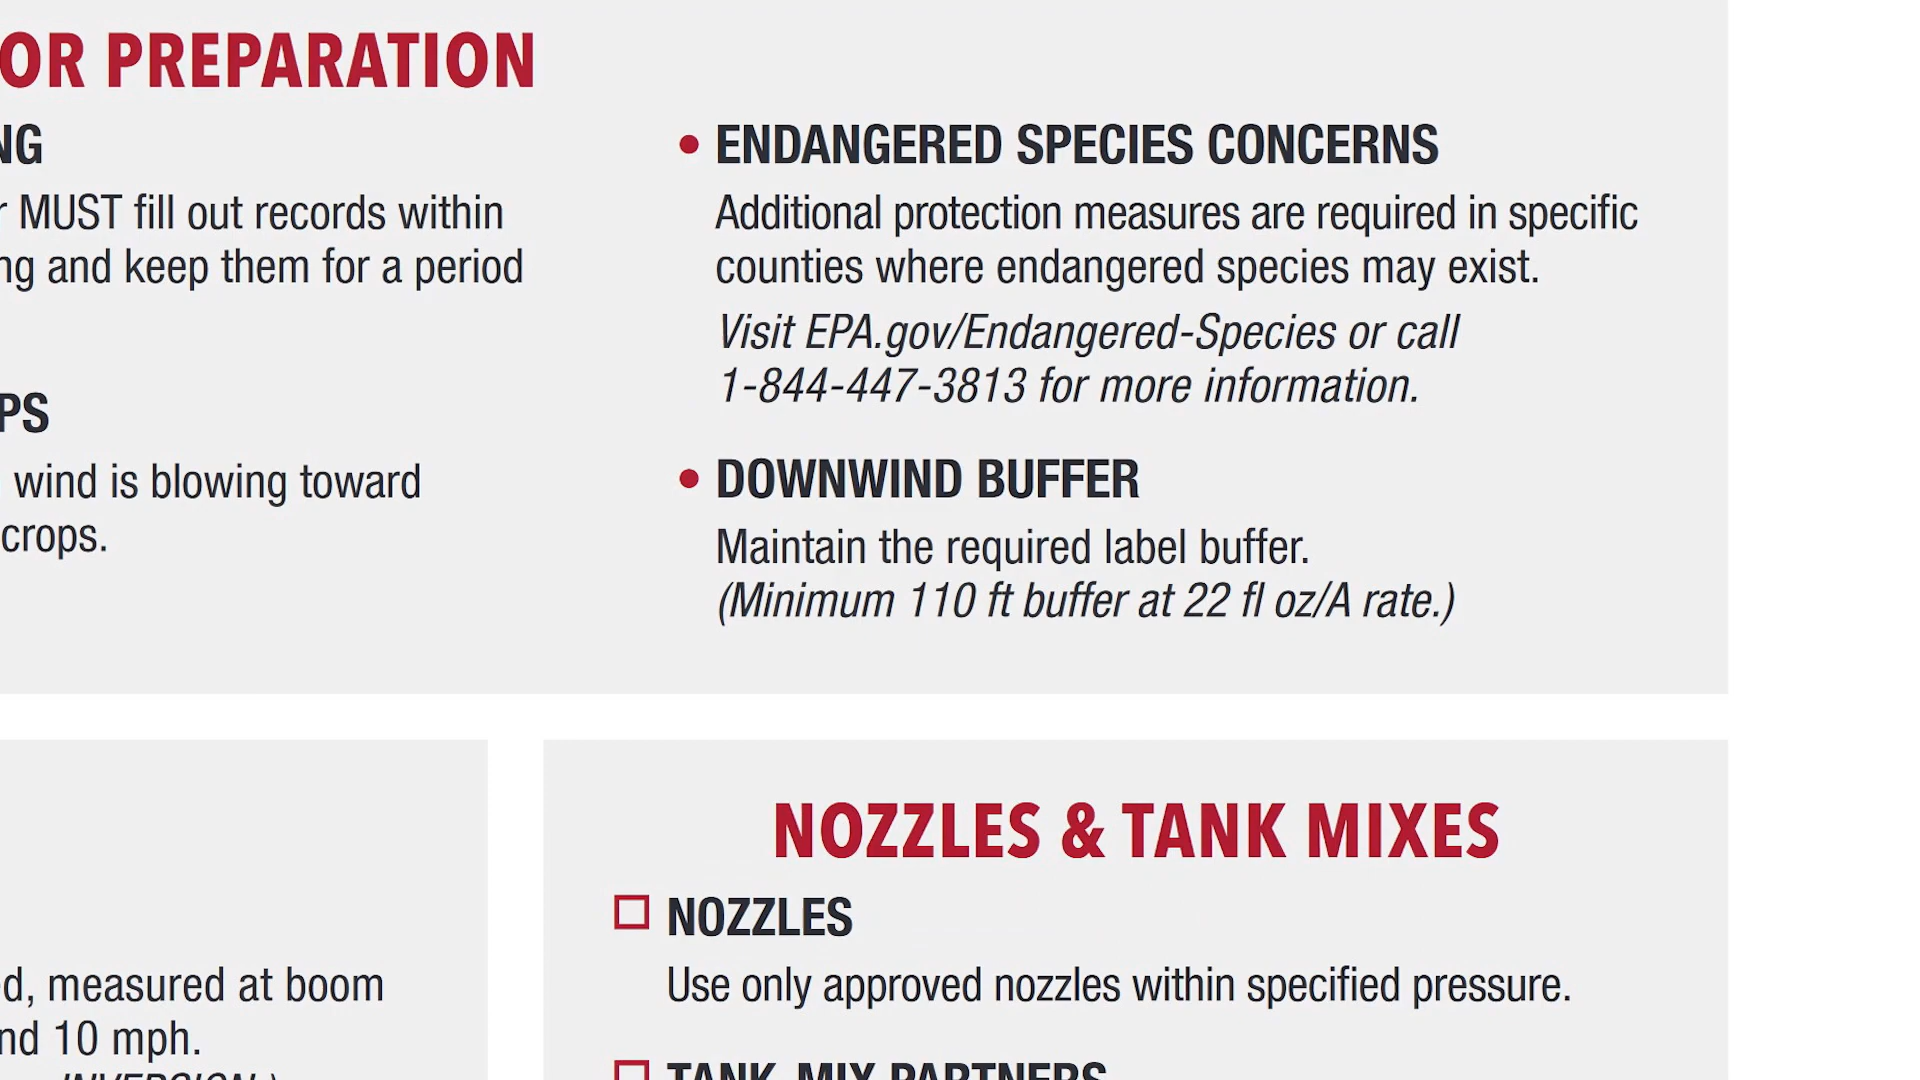 OR PREPARATION
NG
r MUST fill out records within
ng and keep them for a period
PS
wind is blowing toward
crops.
• ENDANGERED SPECIES CONCERNS
Additional protection measures are required in specific
counties where endangered species may exist.
Visit EPA.gov/Endangered-Species or call
1-844-447-3813 for more information.
• DOWNWIND BUFFER
Maintain the required label buffer.
(Minimum 110 ft buffer at 22 fl oz/A rate.)
d, measured at boom
nd 10 mph.
INVERSION.)
NOZZLES & TANK MIXES
NOZZLES
Use only approved nozzles within specified pressure.
TANK-MIX PARTNERS